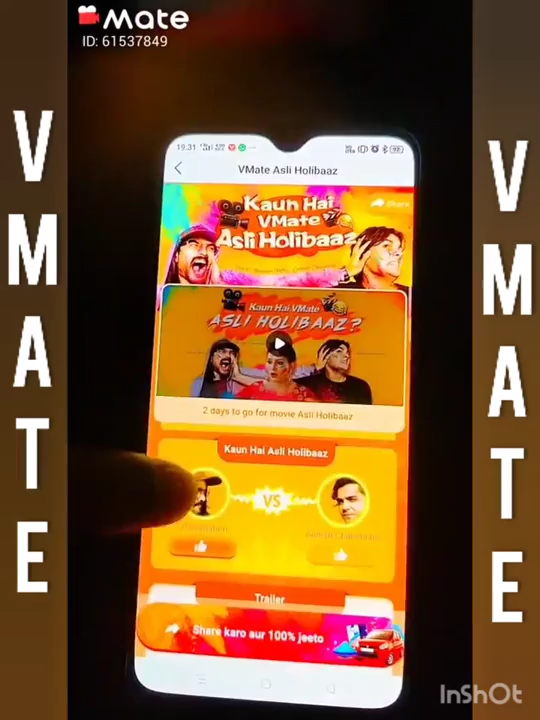 Mate
ID: 61537849
VMATE
VMATE
19.31
VMate Asli Holibaaz
Kaun Hai
VMate
Asli Holibaaz
Share
Kaun Hai VMate
ASLI HOLIBAAZ?
2 days to go for movie Asli Holibaaz
Kaun Hai Asli Holibaaz
VS
Trailer
Share karo aur 100% jeeto
InShOt